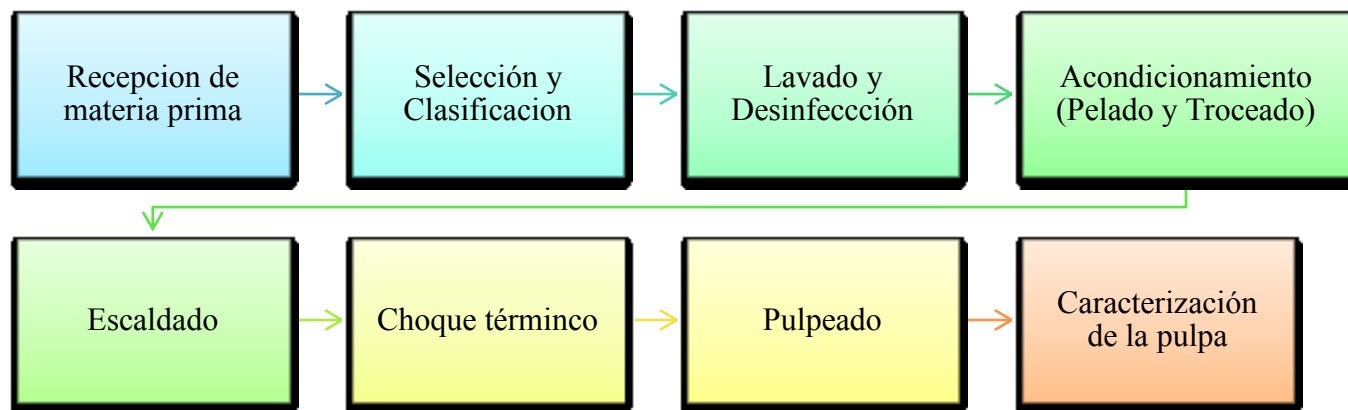 Recepcion de
materia prima
Selección y
Clasificacion
Lavado y
Desinfeccción
Acondicionamiento
(Pelado y Troceado)
Escaldado
Choque términco
Pulpeado
Caracterización
de la pulpa